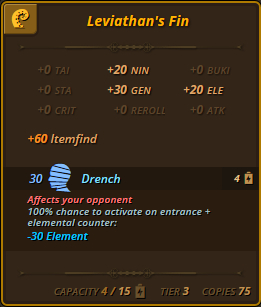 Leviathan's Fin
+0 TAI +20 NIN +0 BUKI
+0 STA +30 GEN +20 ELE
+0 CRIT +0 REROLL +0 ATK
+60 Itemfind
30 Drench 4
Affects your opponent
100% chance to activate on entrance +
elemental counter:
-30 Element
CAPACITY 4 / 15 TIER 3 COPIES 75